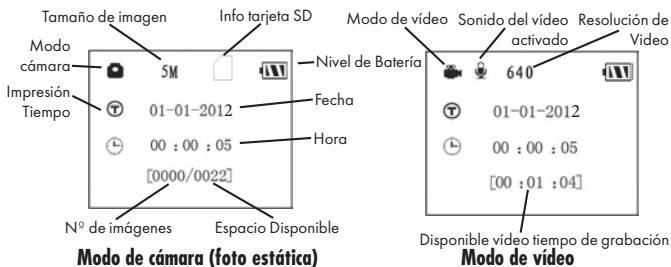 Tamaño de imagen
Info tarjeta SD
Modo cámara
5M
Nivel de Batería
Impresión Tiempo
T
01-01-2012
Fecha
00 : 00 : 05
Hora
[0000/0022]
Nº de imágenes
Espacio Disponible
Modo de cámara (foto estática)
Modo de vídeo
Sonido del vídeo activado
Resolución de Video
640
T
01-01-2012
00 : 00 : 05
[00 : 01 : 04]
Disponible vídeo tiempo de grabación
Modo de vídeo